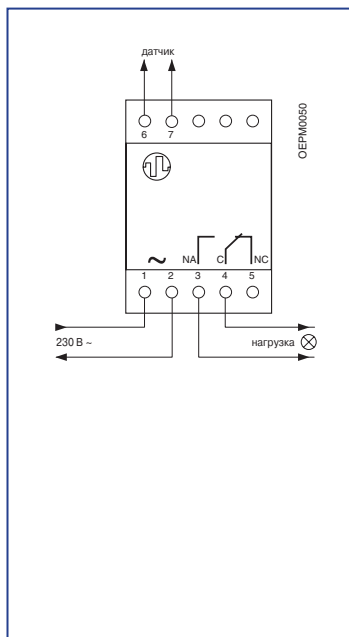 датчик
6 7
OEPM0050
~
NA C NC
1 2 3 4 5
230 В ~
нагрузка